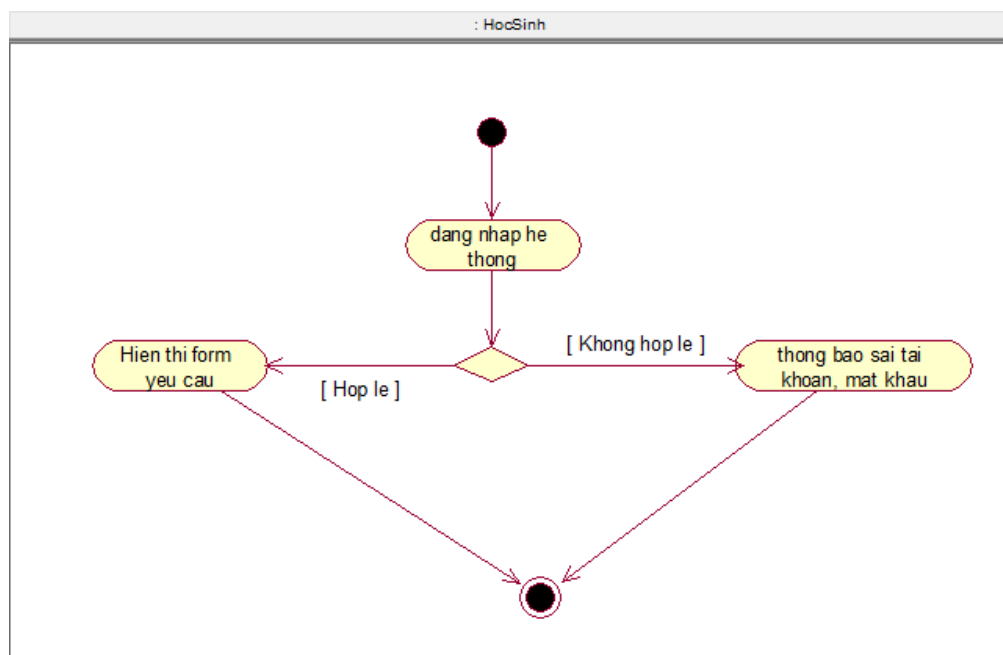 : HocSinh
dang nhap he
thong
[ Khong hop le ]
Hien thi form
yeu cau
[ Hop le ]
thong bao sai tai
khoan, mat khau